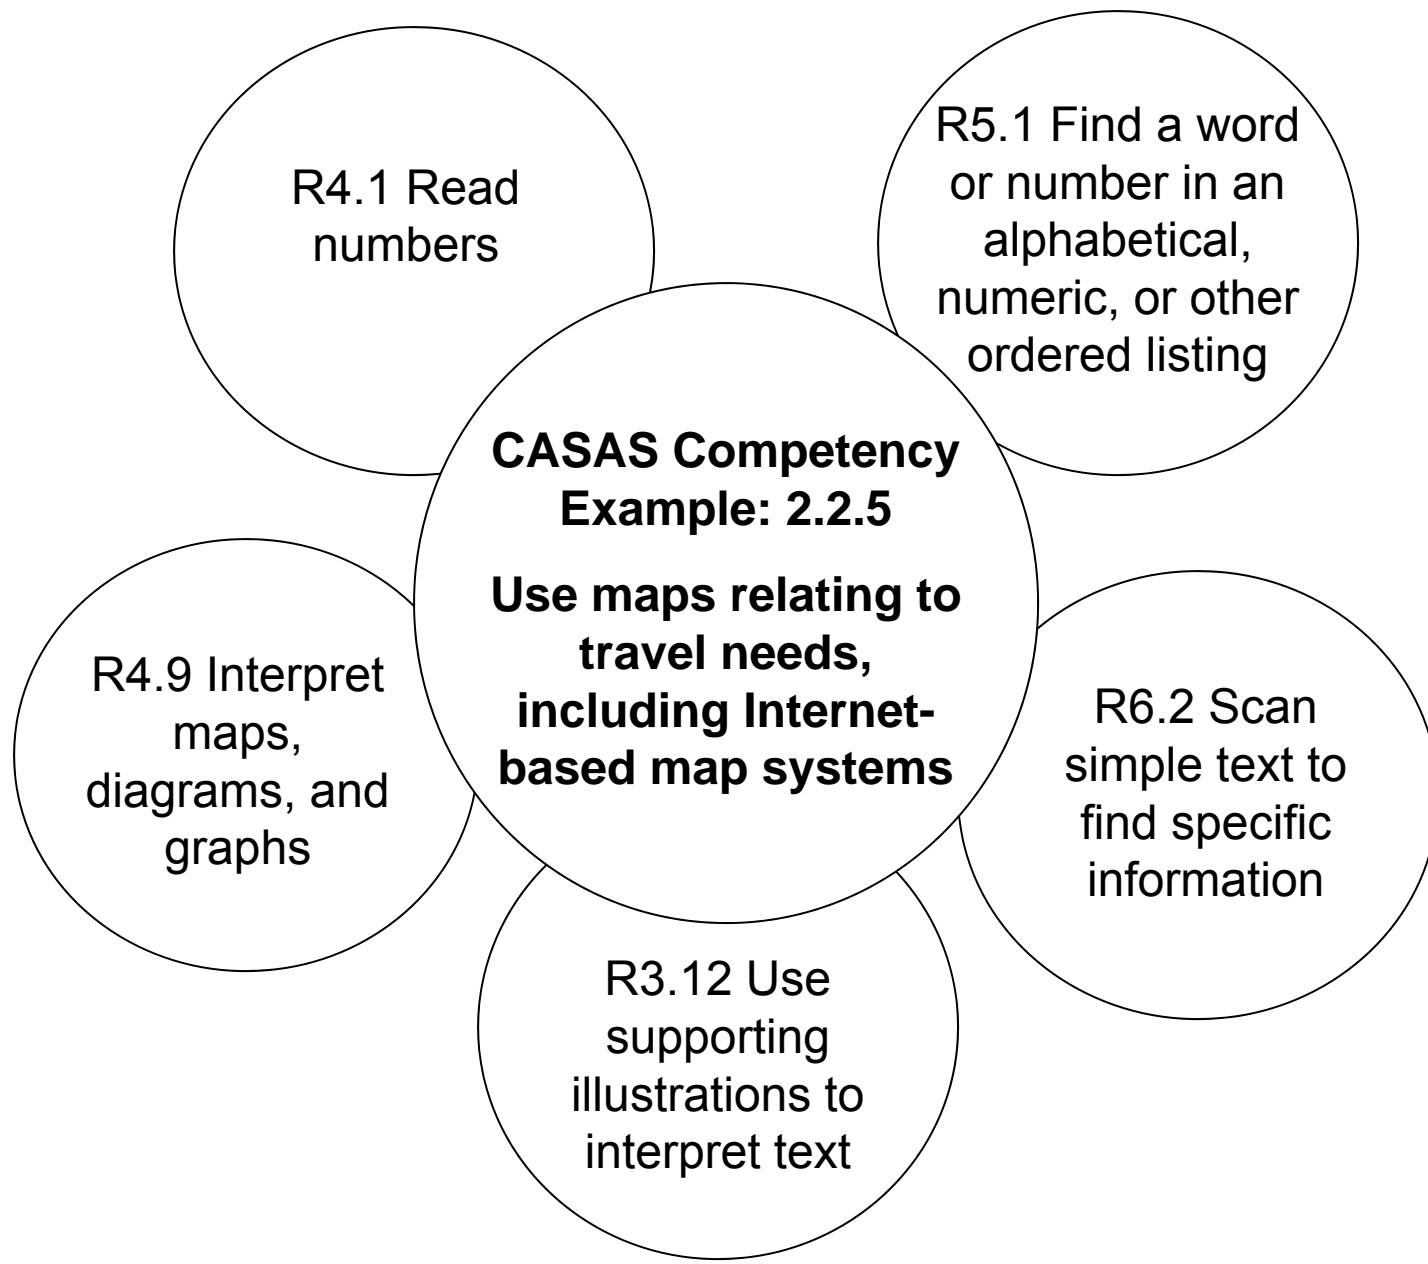 R4.1 Read
numbers
R5.1 Find a word
or number in an
alphabetical,
numeric, or other
ordered listing
CASAS Competency
Example: 2.2.5
Use maps relating to
travel needs,
including Internet-
based map systems
R4.9 Interpret
maps,
diagrams, and
graphs
R6.2 Scan
simple text to
find specific
information
R3.12 Use
supporting
illustrations to
interpret text